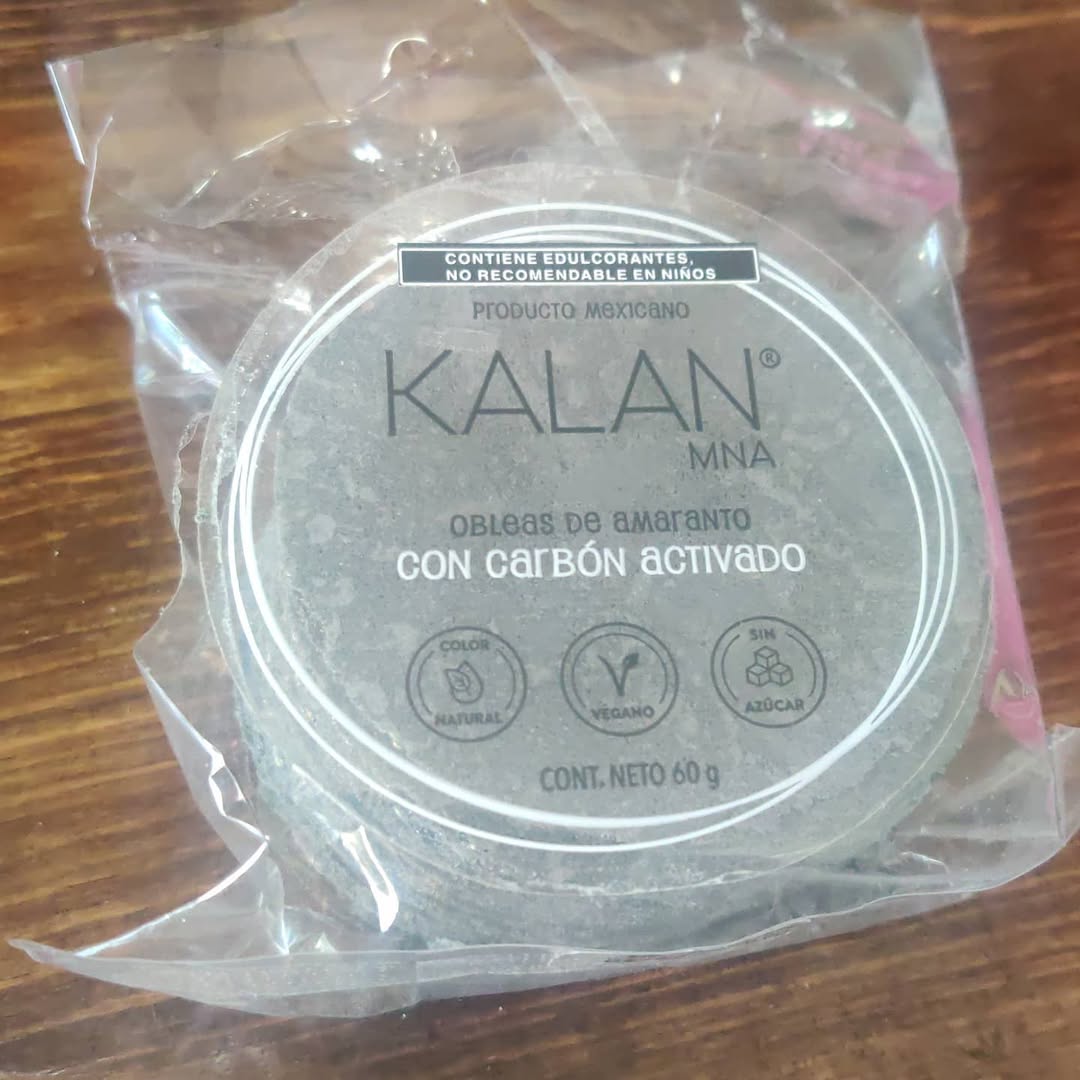 CONTIENE EDULCORANTES,
NO RECOMENDABLE EN NIÑOS
PRODUCTO MEXICANO
KALAN®
MNA
OBLEAS DE AMARANTO
CON CARBÓN ACTIVADO
COLOR
NATURAL
VEGANO
SIN
AZÚCAR
CONT. NETO 60 g